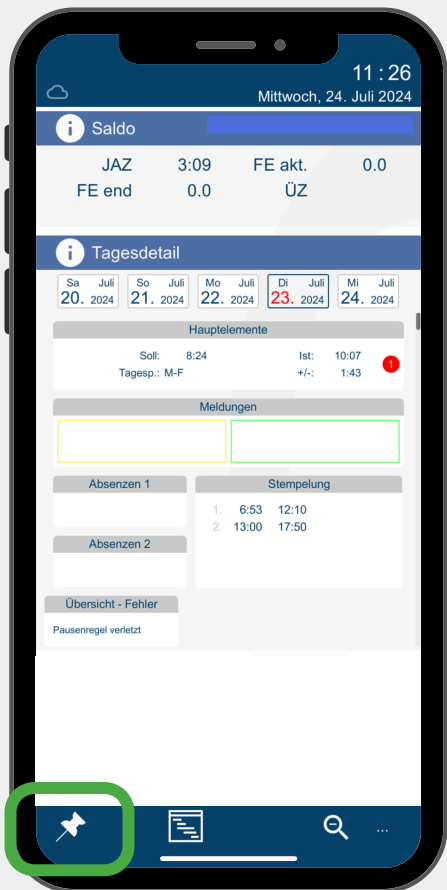 11 : 26
Mittwoch, 24. Juli 2024
i Saldo
JAZ 3:09 FE akt. 0.0
FE end 0.0 ÜZ
i Tagesdetail
Sa Juli So Juli Mo Juli Di Juli Mi Juli
20. 2024 21. 2024 22. 2024 23. 2024 24. 2024
Hauptelemente
Soll: 8:24 Ist: 10:07 1
Tagesp.: M-F +/-: 1:43
Meldungen
Absenzen 1 Stempelung
1. 6:53 12:10
2. 13:00 17:50
Absenzen 2
Übersicht - Fehler
Pausenregel verletzt
...